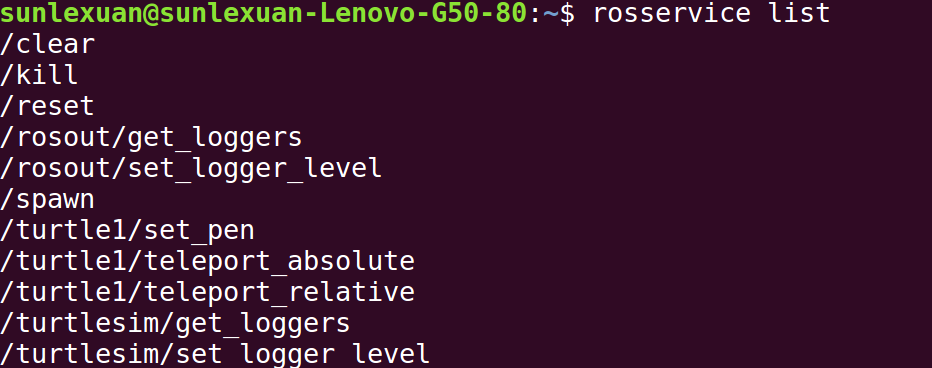 sunlexuan@sunlexuan-Lenovo-G50-80:~$ rosservice list
/clear
/kill
/reset
/rosout/get_loggers
/rosout/set_logger_level
/spawn
/turtle1/set_pen
/turtle1/teleport_absolute
/turtle1/teleport_relative
/turtlesim/get_loggers
/turtlesim/set_logger_level